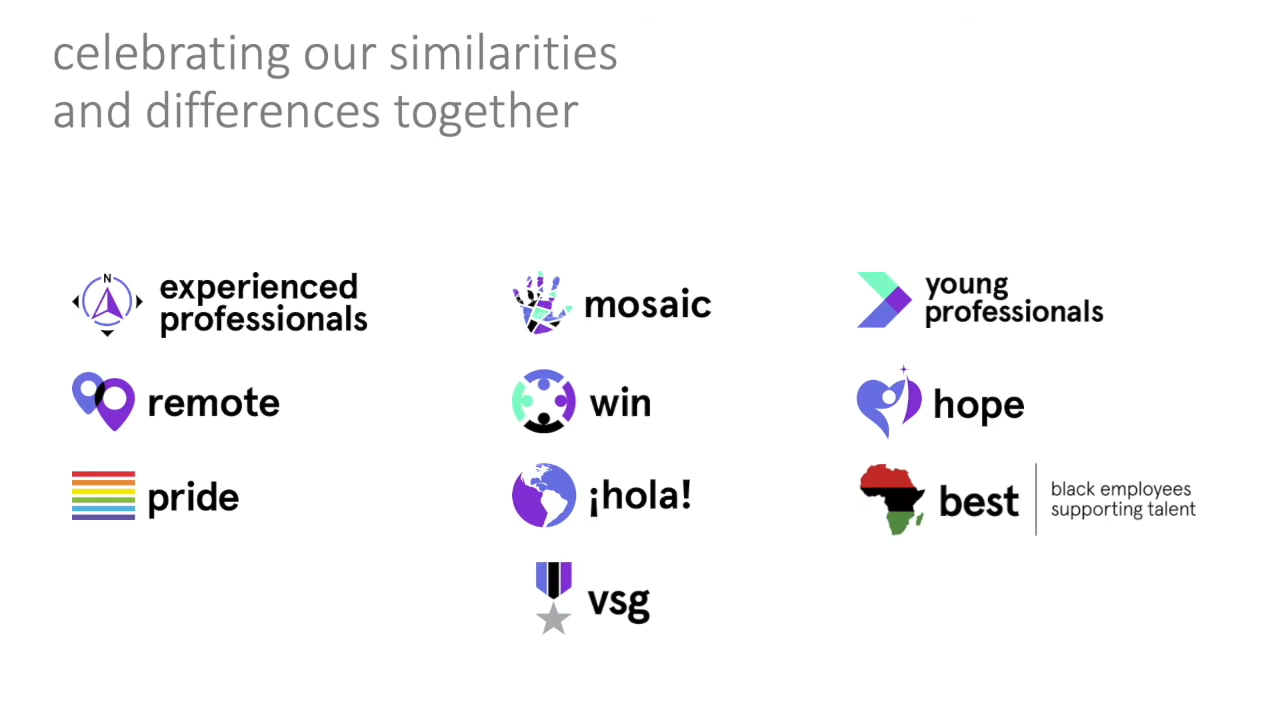 celebrating our similarities
and differences together
N
experienced
professionals
mosaic
young
professionals
remote
win
hope
pride
¡hola!
best
black employees
supporting talent
vsg